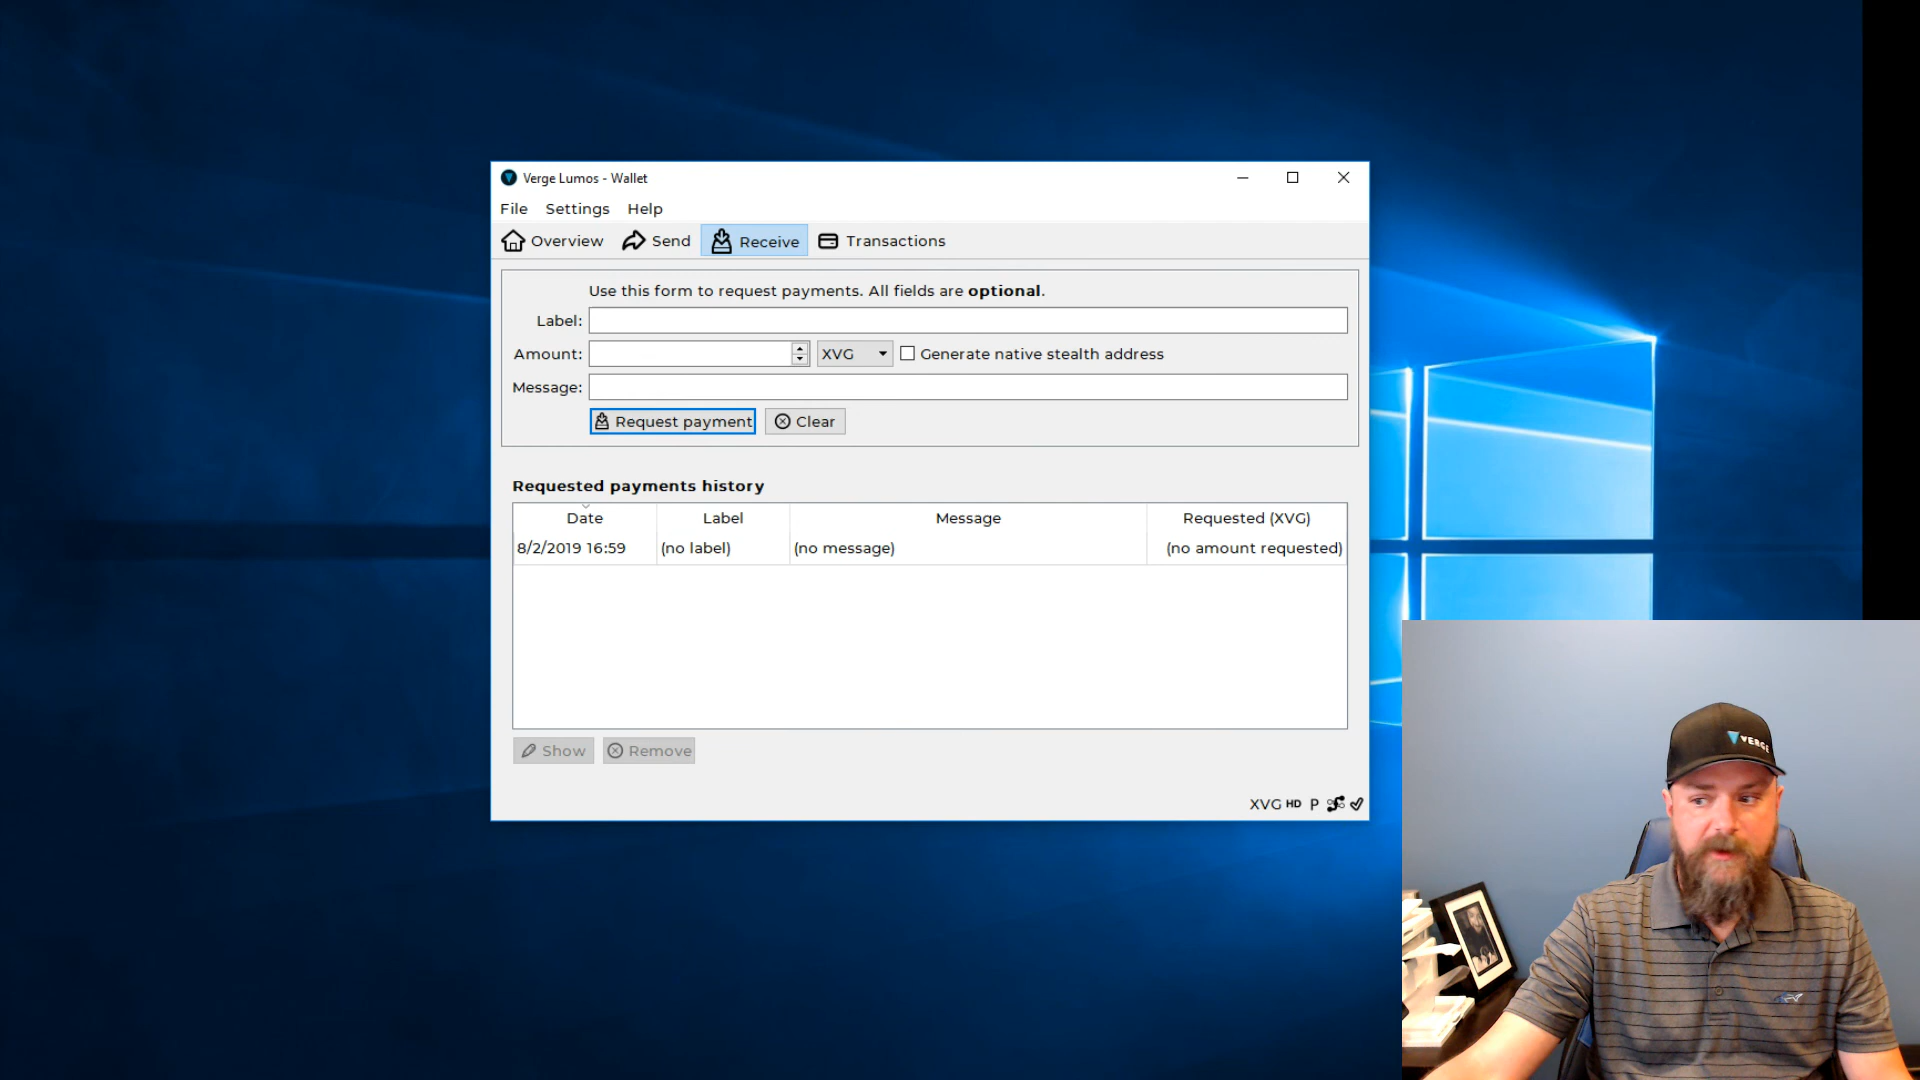 Verge Lumos - Wallet
File Settings Help
Overview Send Receive Transactions
Use this form to request payments. All fields are optional.
Label:
Amount: XVG Generate native stealth address
Message:
Request payment Clear
Requested payments history
Date Label Message Requested (XVG)
8/2/2019 16:59 (no label) (no message) (no amount requested)
Show Remove
XVG HD P
VERGE